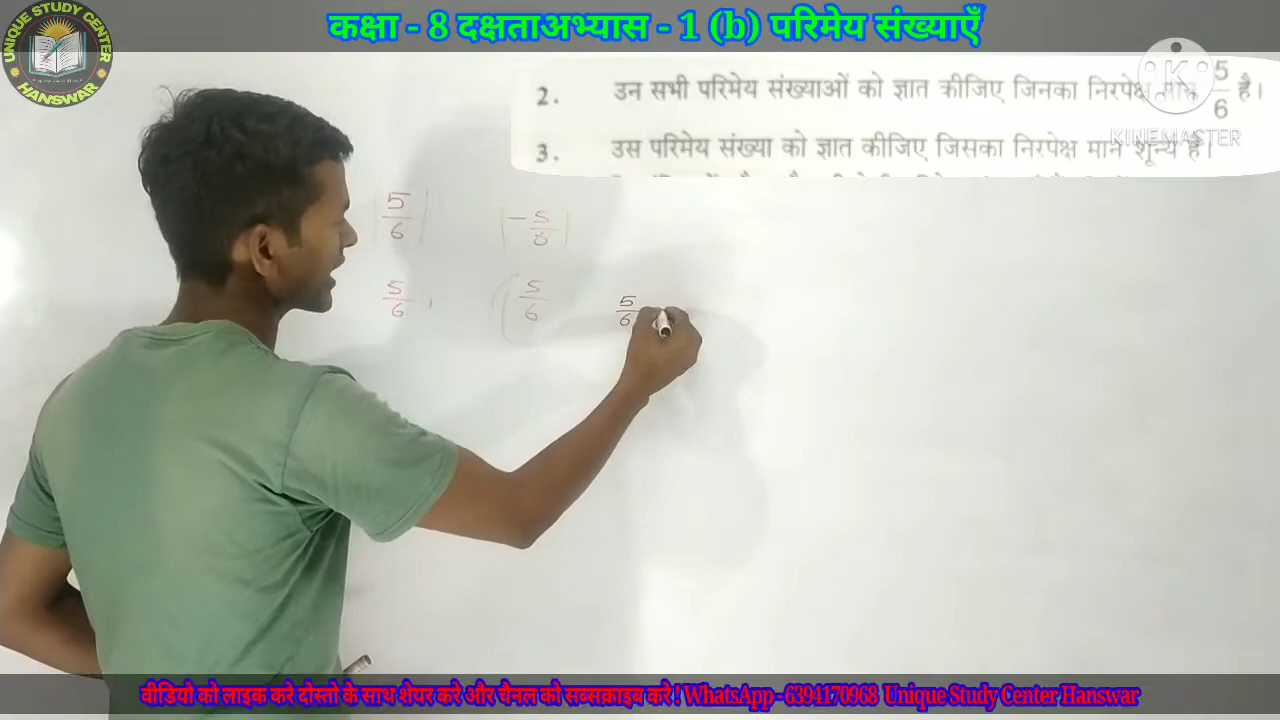 कक्षा - 8 दक्षताअभ्यास - 1 (b) परिमेय संख्याएँ
UNIQUE STUDY CENTER
HANSWAR
2. उन सभी परिमेय संख्याओं को ज्ञात कीजिए जिनका निरपेक्ष मान 5/6 है।
K
KINEMASTER
3. उस परिमेय संख्या को ज्ञात कीजिए जिसका निरपेक्ष मान शून्य है।
|5/6| |-5/6|
5/6, 5/6 5/6
वीडियो को लाइक करे दोस्तो के साथ शेयर करे और चैनल को सब्सक्राइब करे ! WhatsApp - 6394170968 Unique Study Center Hanswar